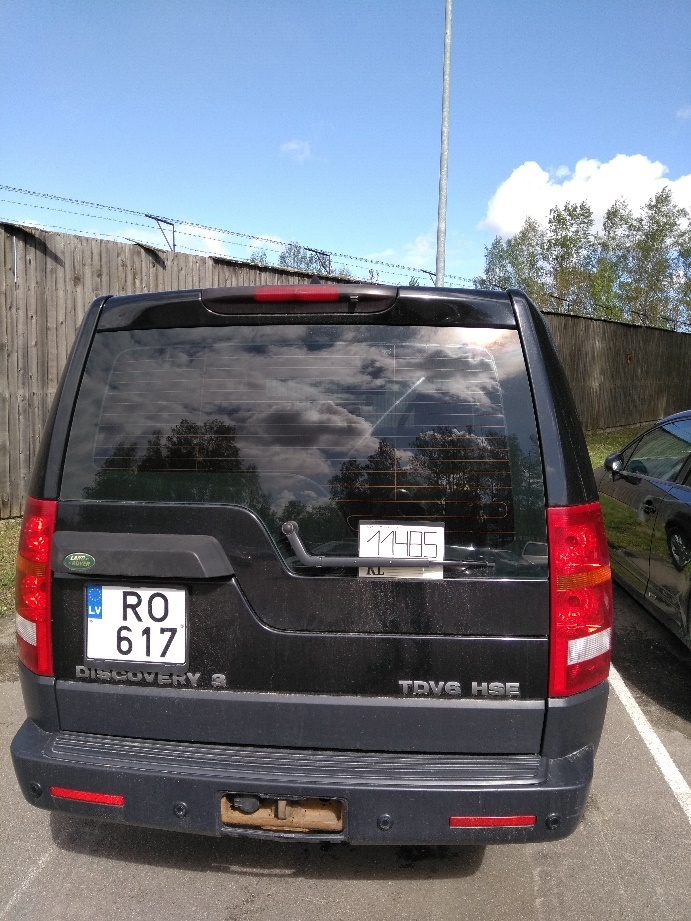 11485
KL
LAND
ROVER
LV
RO
617
DISCOVERY 3
TDV6 HSE